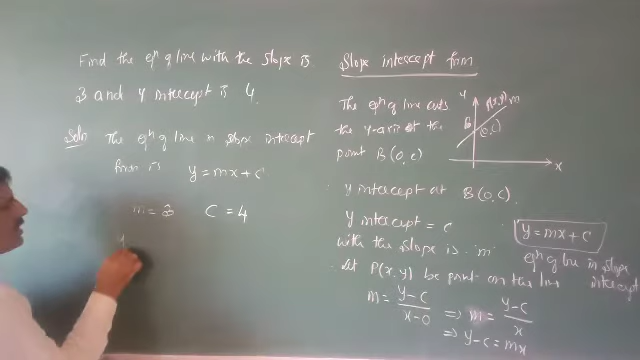 Find the eqn of line with the slope is
3 and y intercept is 4.
Soln The eqn of line in slope intercept
form is y = mx + c
m = 3 c = 4
y
Slope intercept form
The eqn of line cuts
the y-axis at the
point B(0, c)
y
P(x,y) m
B
(0,c)
x
y intercept at B(0, c).
y intercept = c
with the slope is 'm'
y = mx + c
eqn of line in slope
intercept
Let P(x, y) be point on the line
m = y-c / x-0 ⇒ m = y-c / x
⇒ y-c = mx